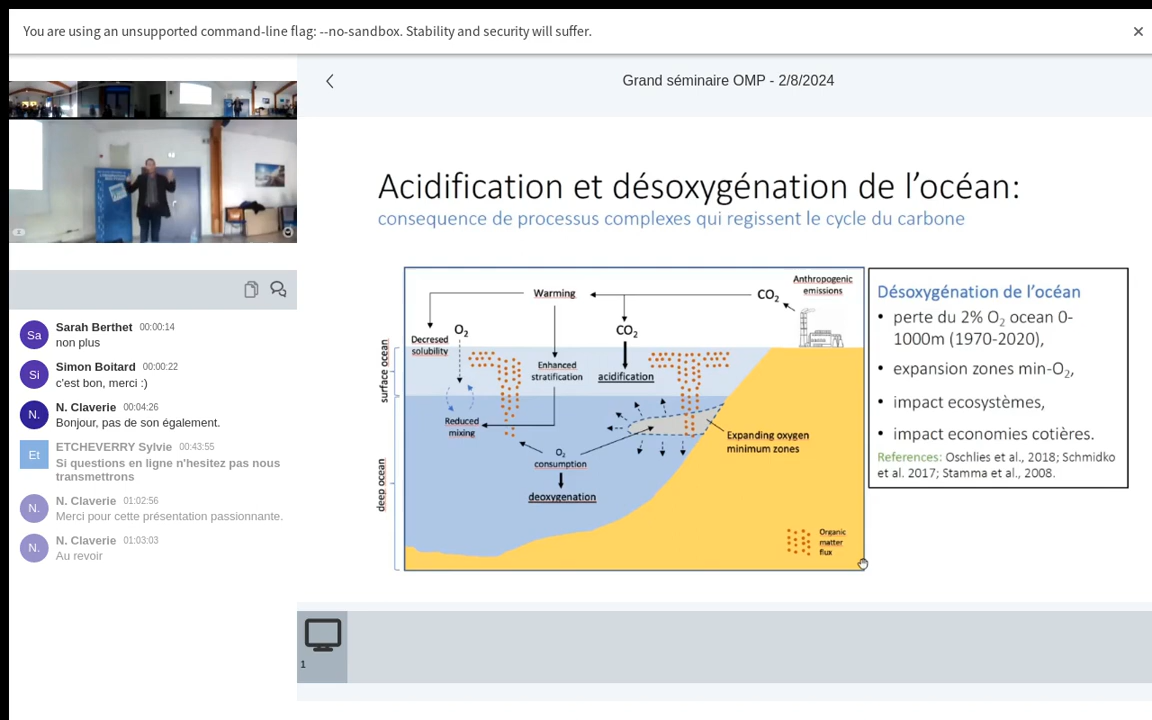 You are using an unsupported command-line flag: --no-sandbox. Stability and security will suffer.
Grand séminaire OMP - 2/8/2024
Sa
Sarah Berthet 00:00:14
non plus
Si
Simon Boitard 00:00:22
c'est bon, merci :)
N.
N. Claverie 00:04:26
Bonjour, pas de son également.
Et
ETCHEVERRY Sylvie 00:43:55
Si questions en ligne n'hesitez pas nous
transmettrons
N.
N. Claverie 01:02:56
Merci pour cette présentation passionnante.
N.
N. Claverie 01:03:03
Au revoir
Acidification et désoxygénation de l’océan:
consequence de processus complexes qui regissent le cycle du carbone
Anthropogenic
emissions
Warming
CO₂
O₂
CO₂
Decresed
solubility
Enhanced
stratification
acidification
surface ocean
Reduced
mixing
O₂
consumption
Expanding oxygen
minimum zones
deoxygenation
deep ocean
Organic
matter
flux
Désoxygénation de l’océan
• perte du 2% O₂ ocean 0-
1000m (1970-2020),
• expansion zones min-O₂,
• impact ecosystèmes,
• impact economies cotières.
References: Oschlies et al., 2018; Schmidko
et al. 2017; Stamma et al., 2008.
1